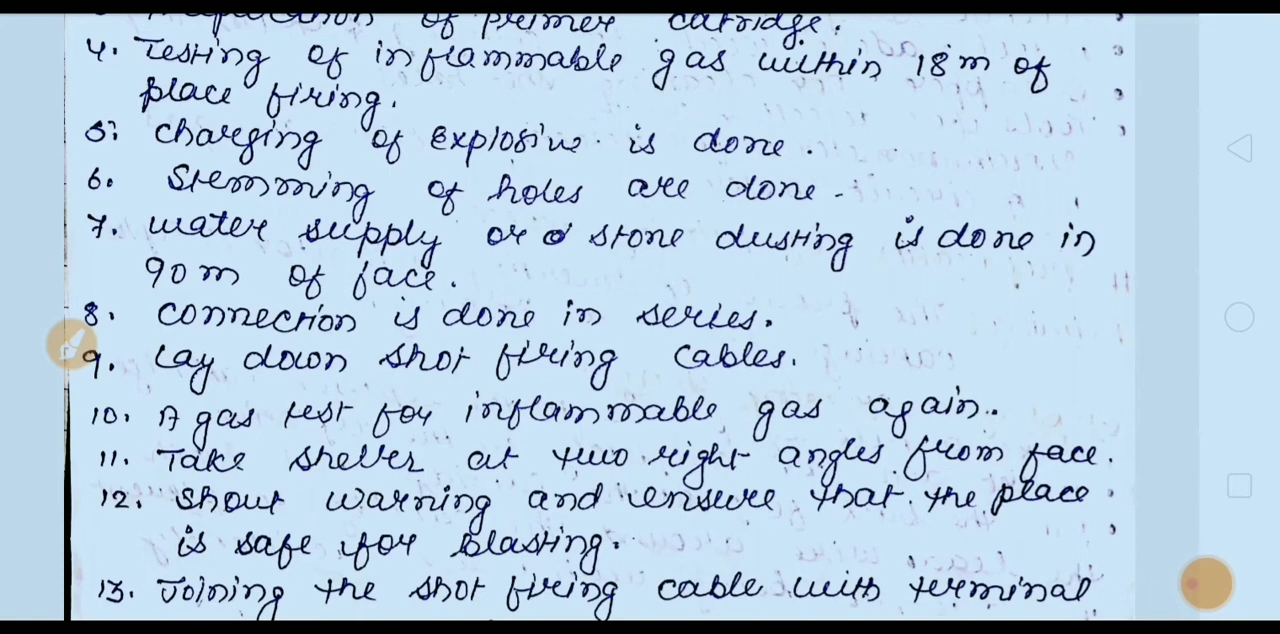 of primer catridge.
4. Testing of inflammable gas within 18m of
place firing.
5. charging of explosive is done.
6. Stemming of holes are done -
7. water supply or stone dusting is done in
90m of face.
8. connection is done in series.
9. Lay down shot firing cables.
10. A gas test for inflammable gas again.
11. Take shelter at two right angles from face.
12. shout warning and ensure that the place
is safe for blasting.
13. Joining the shot firing cable with terminal